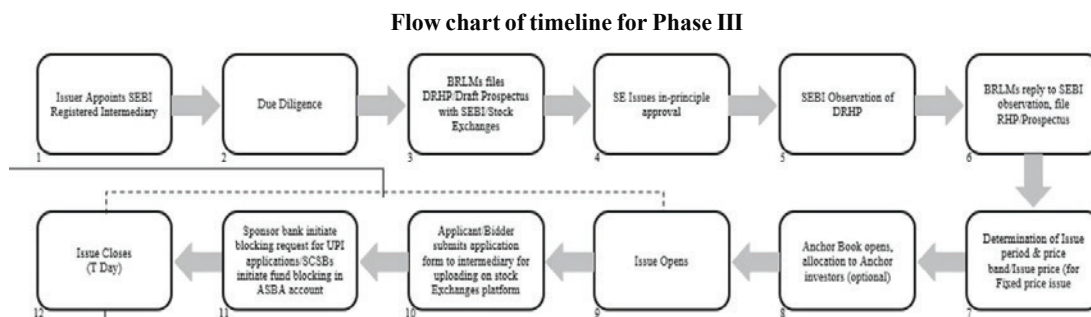 Flow chart of timeline for Phase III
Issuer Appoints SEBI
Registered Intermediary
1
Due Diligence
2
BRLMs files
DRHP/Draft Prospectus
with SEBI/Stock
Exchanges
3
SE Issues in-principle
approval
4
SEBI Observation of
DRHP
5
BRLMs reply to SEBI
observation, file
RHP/Prospectus
6
Determination of Issue
period & price
band/Issue price (for
Fixed price issue
7
Anchor Book opens,
allocation to Anchor
investors (optional)
8
Issue Opens
9
Applicant/Bidder
submits application
form to intermediary for
uploading on stock
Exchanges platform
10
Sponsor bank initiate
blocking request for UPI
applications/SCSBs
initiate fund blocking in
ASBA account
11
Issue Closes
(T Day)
12